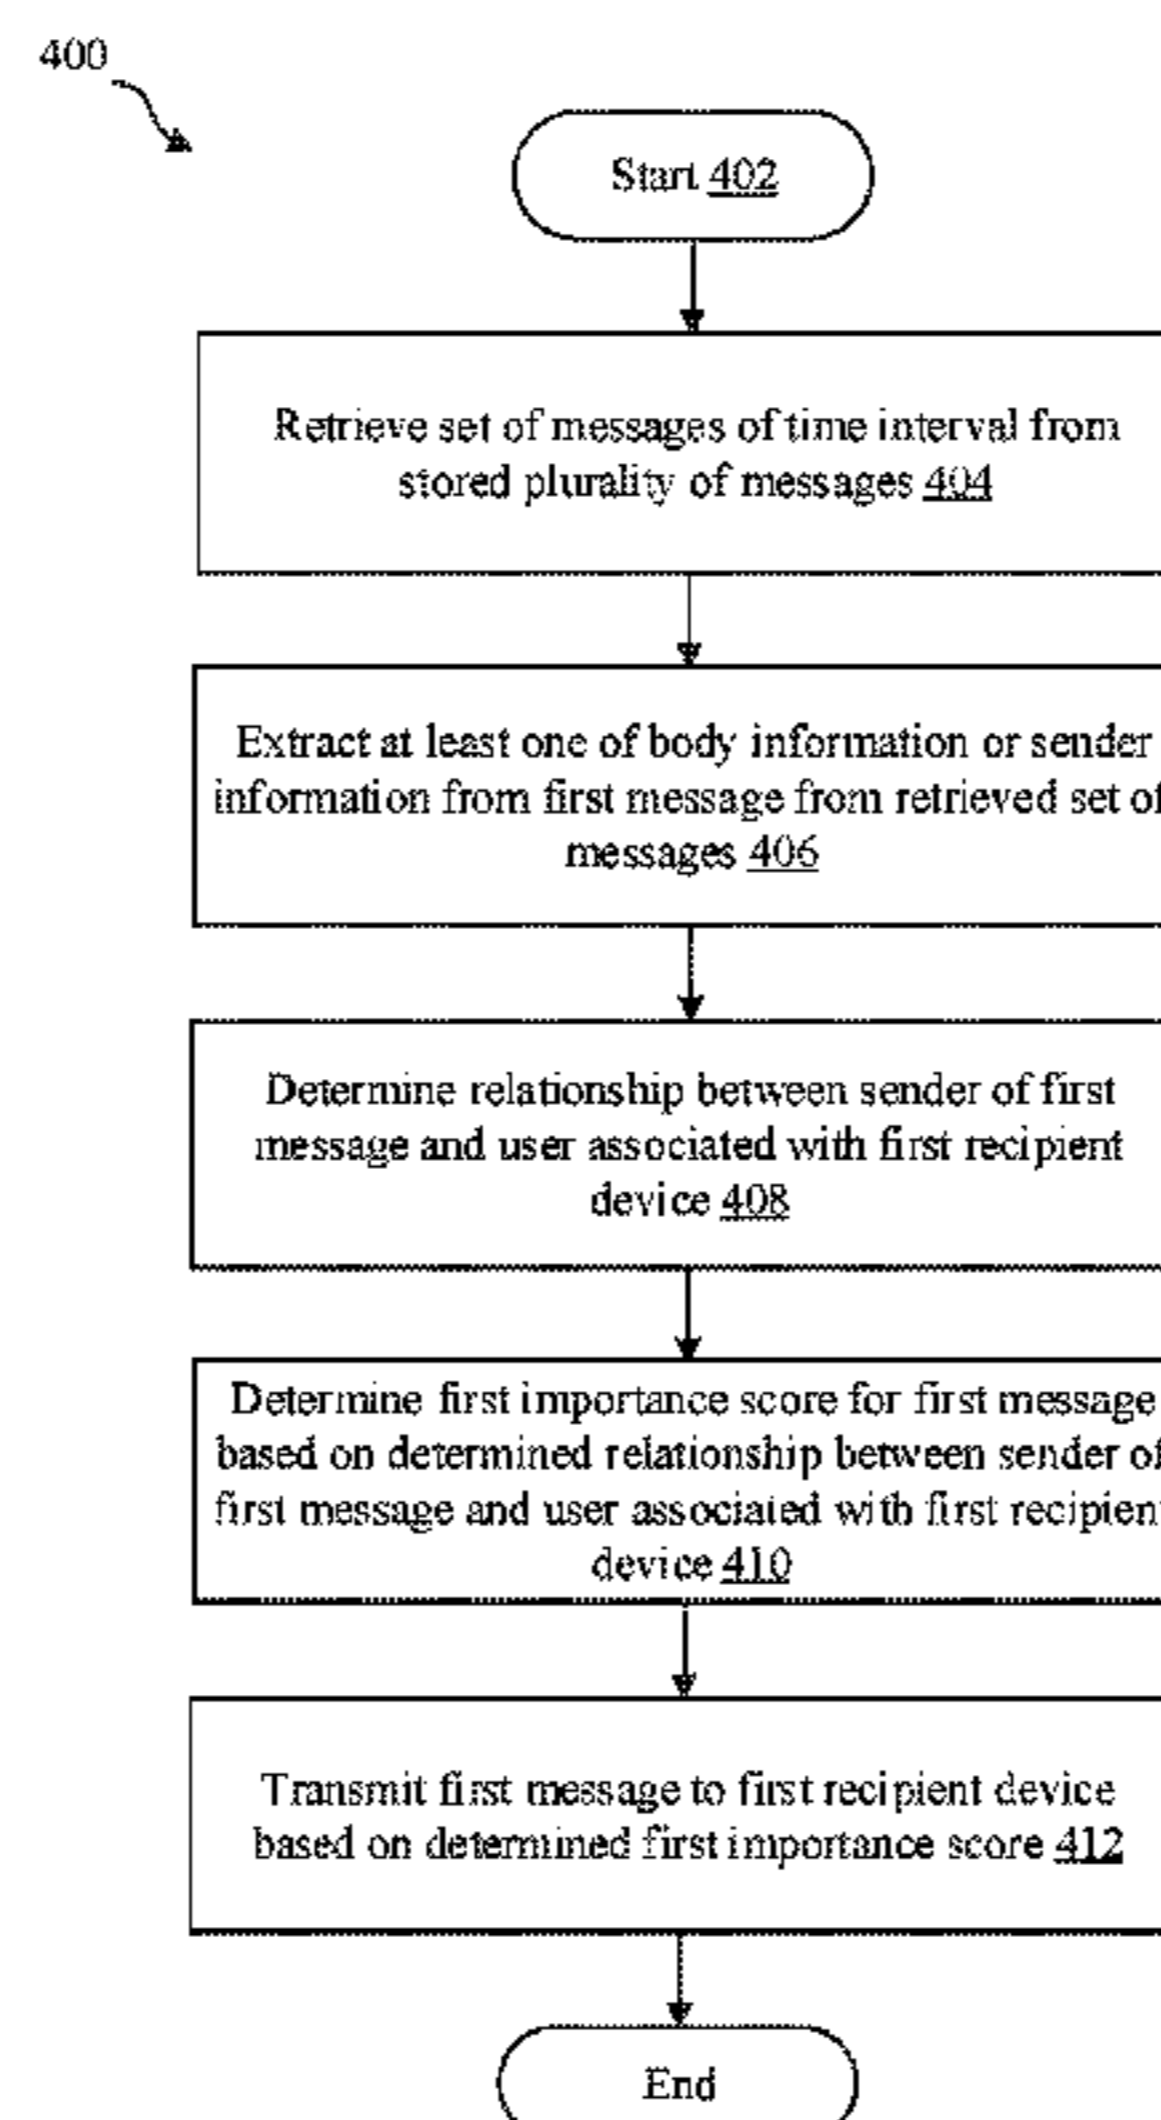 400
Start 402
Retrieve set of messages of time interval from
stored plurality of messages 404
Extract at least one of body information or sender
information from first message from retrieved set of
messages 406
Determine relationship between sender of first
message and user associated with first recipient
device 408
Determine first importance score for first message
based on determined relationship between sender of
first message and user associated with first recipient
device 410
Transmit first message to first recipient device
based on determined first importance score 412
End